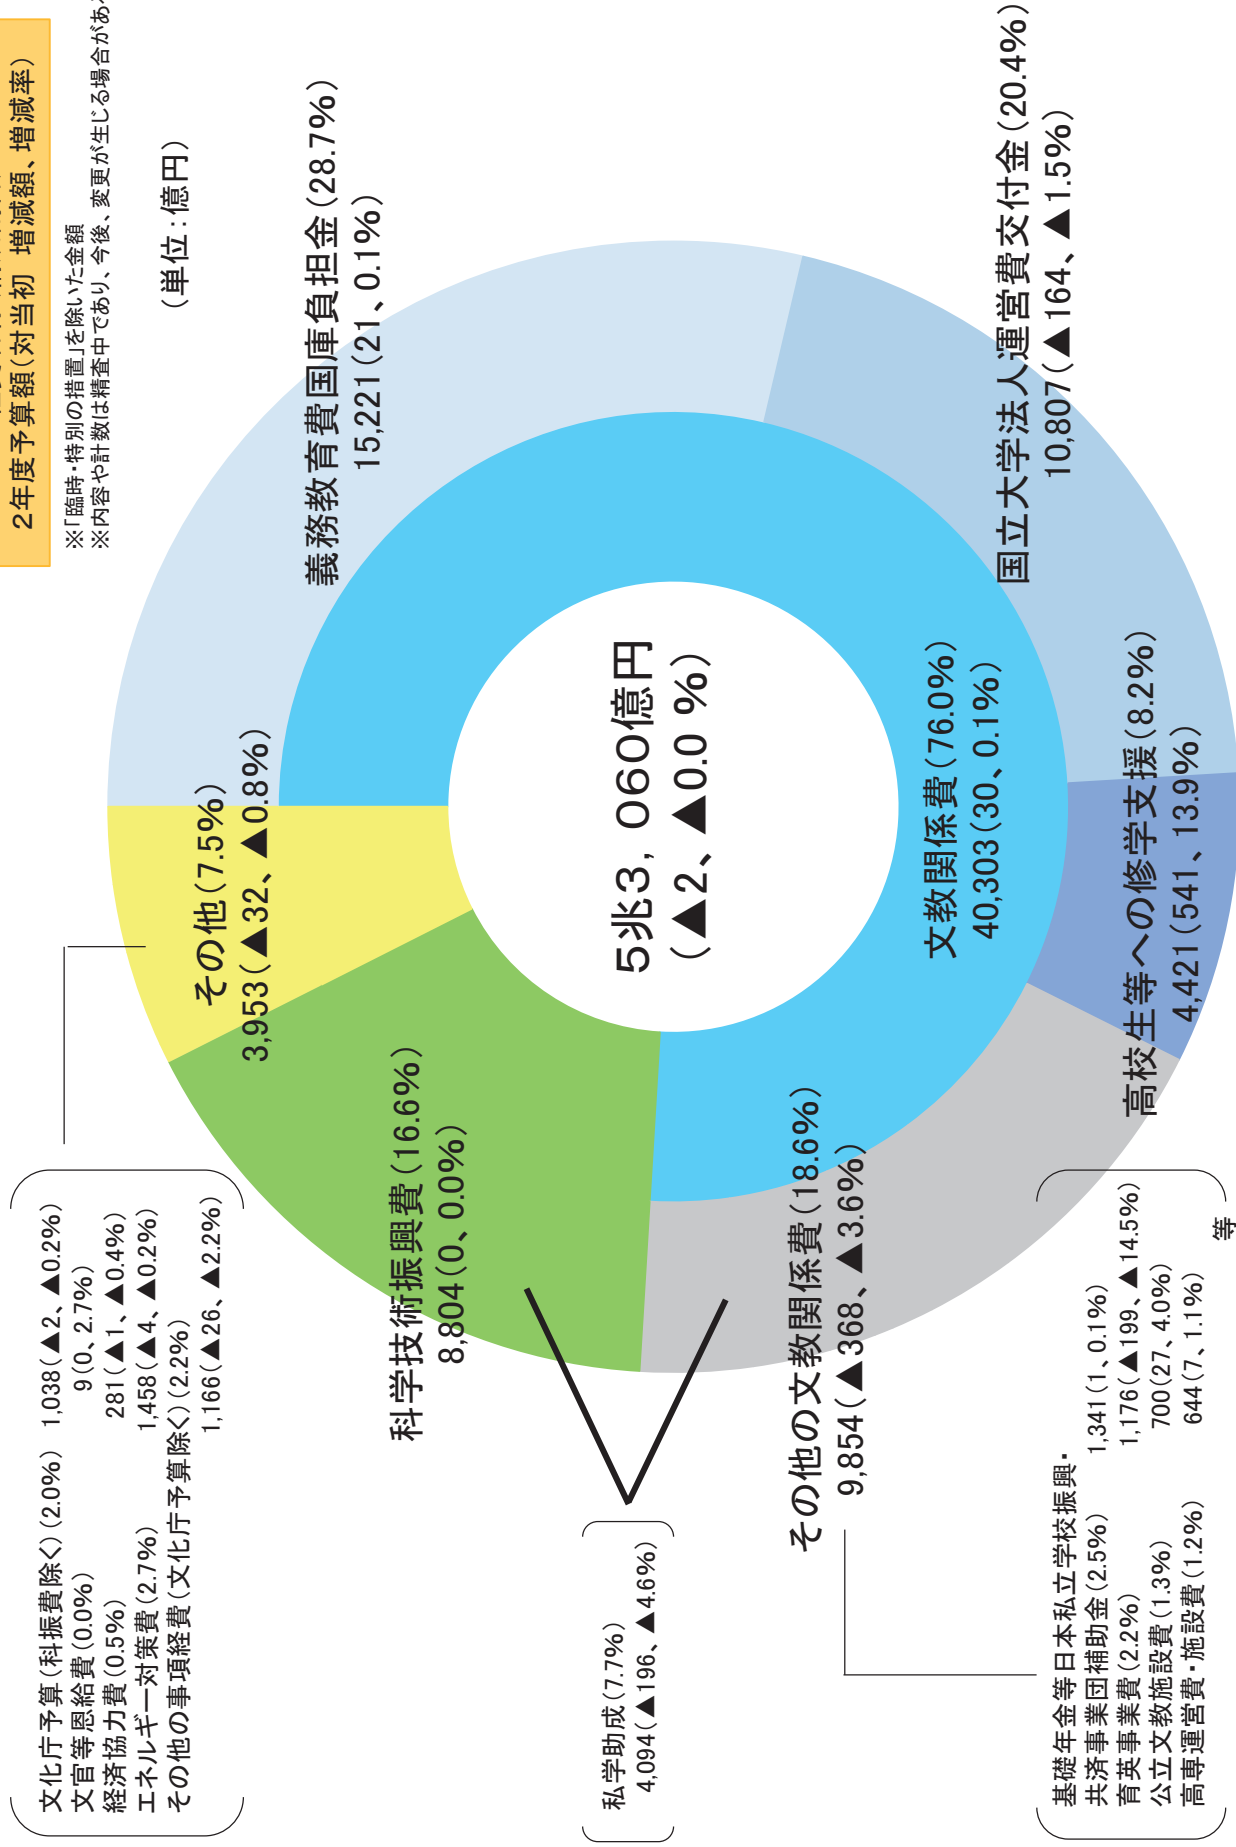 2年度予算額（対当初　増減額、増減率）
※「臨時・特別の措置」を除いた金額
※内容や計数は精査中であり、今後、変更が生じる場合がある
（単位：億円）
義務教育費国庫負担金（28.7%）
15,221（21、0.1%）
国立大学法人運営費交付金（20.4%）
10,807（▲164、▲1.5%）
高校生等への修学支援（8.2%）
4,421（541、13.9%）
文教関係費（76.0%）
40,303（30、0.1%）
5兆3，060億円
（▲2、▲0.0 %）
その他（7.5%）
3,953（▲32、▲0.8%）
科学技術振興費（16.6%）
8,804（0、0.0%）
その他の文教関係費（18.6%）
9,854（▲368、▲3.6%）
文化庁予算（科振費除く）（2.0%）　1,038（▲2、▲0.2%）
文官等恩給費（0.0%）　9（0、2.7%）
経済協力費（0.5%）　281（▲1、▲0.4%）
エネルギー対策費（2.7%）　1,458（▲4、▲0.2%）
その他の事項経費（文化庁予算除く）（2.2%）
1,166（▲26、▲2.2%）
私学助成（7.7%）
4,094（▲196、▲4.6%）
基礎年金等日本私立学校振興・
共済事業団補助金（2.5%）　1,341（1、0.1%）
育英事業費（2.2%）　1,176（▲199、▲14.5%）
公立文教施設費（1.3%）　700（27、4.0%）
高専運営費・施設費（1.2%）　644（7、1.1%）
等